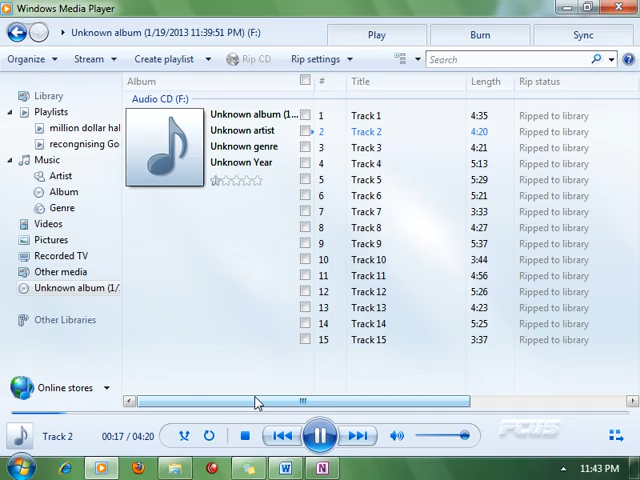 Windows Media Player
Unknown album (1/19/2013 11:39:51 PM) (F:)
Play
Burn
Sync
Organize
Stream
Create playlist
Rip CD
Rip settings
Search
Album
#
Title
Length
Rip status
Library
Playlists
million dollar hal
recongnising Go
Music
Artist
Album
Genre
Videos
Pictures
Recorded TV
Other media
Unknown album (1/
Other Libraries
Online stores
Audio CD (F:)
Unknown album (1...
Unknown artist
Unknown genre
Unknown Year
1 Track 1 4:35 Ripped to library
2 Track 2 4:20 Ripped to library
3 Track 3 4:21 Ripped to library
4 Track 4 5:13 Ripped to library
5 Track 5 5:29 Ripped to library
6 Track 6 5:21 Ripped to library
7 Track 7 3:33 Ripped to library
8 Track 8 4:27 Ripped to library
9 Track 9 5:37 Ripped to library
10 Track 10 3:44 Ripped to library
11 Track 11 4:56 Ripped to library
12 Track 12 5:26 Ripped to library
13 Track 13 4:23 Ripped to library
14 Track 14 5:25 Ripped to library
15 Track 15 3:37 Ripped to library
Track 2
00:17 / 04:20
11:43 PM